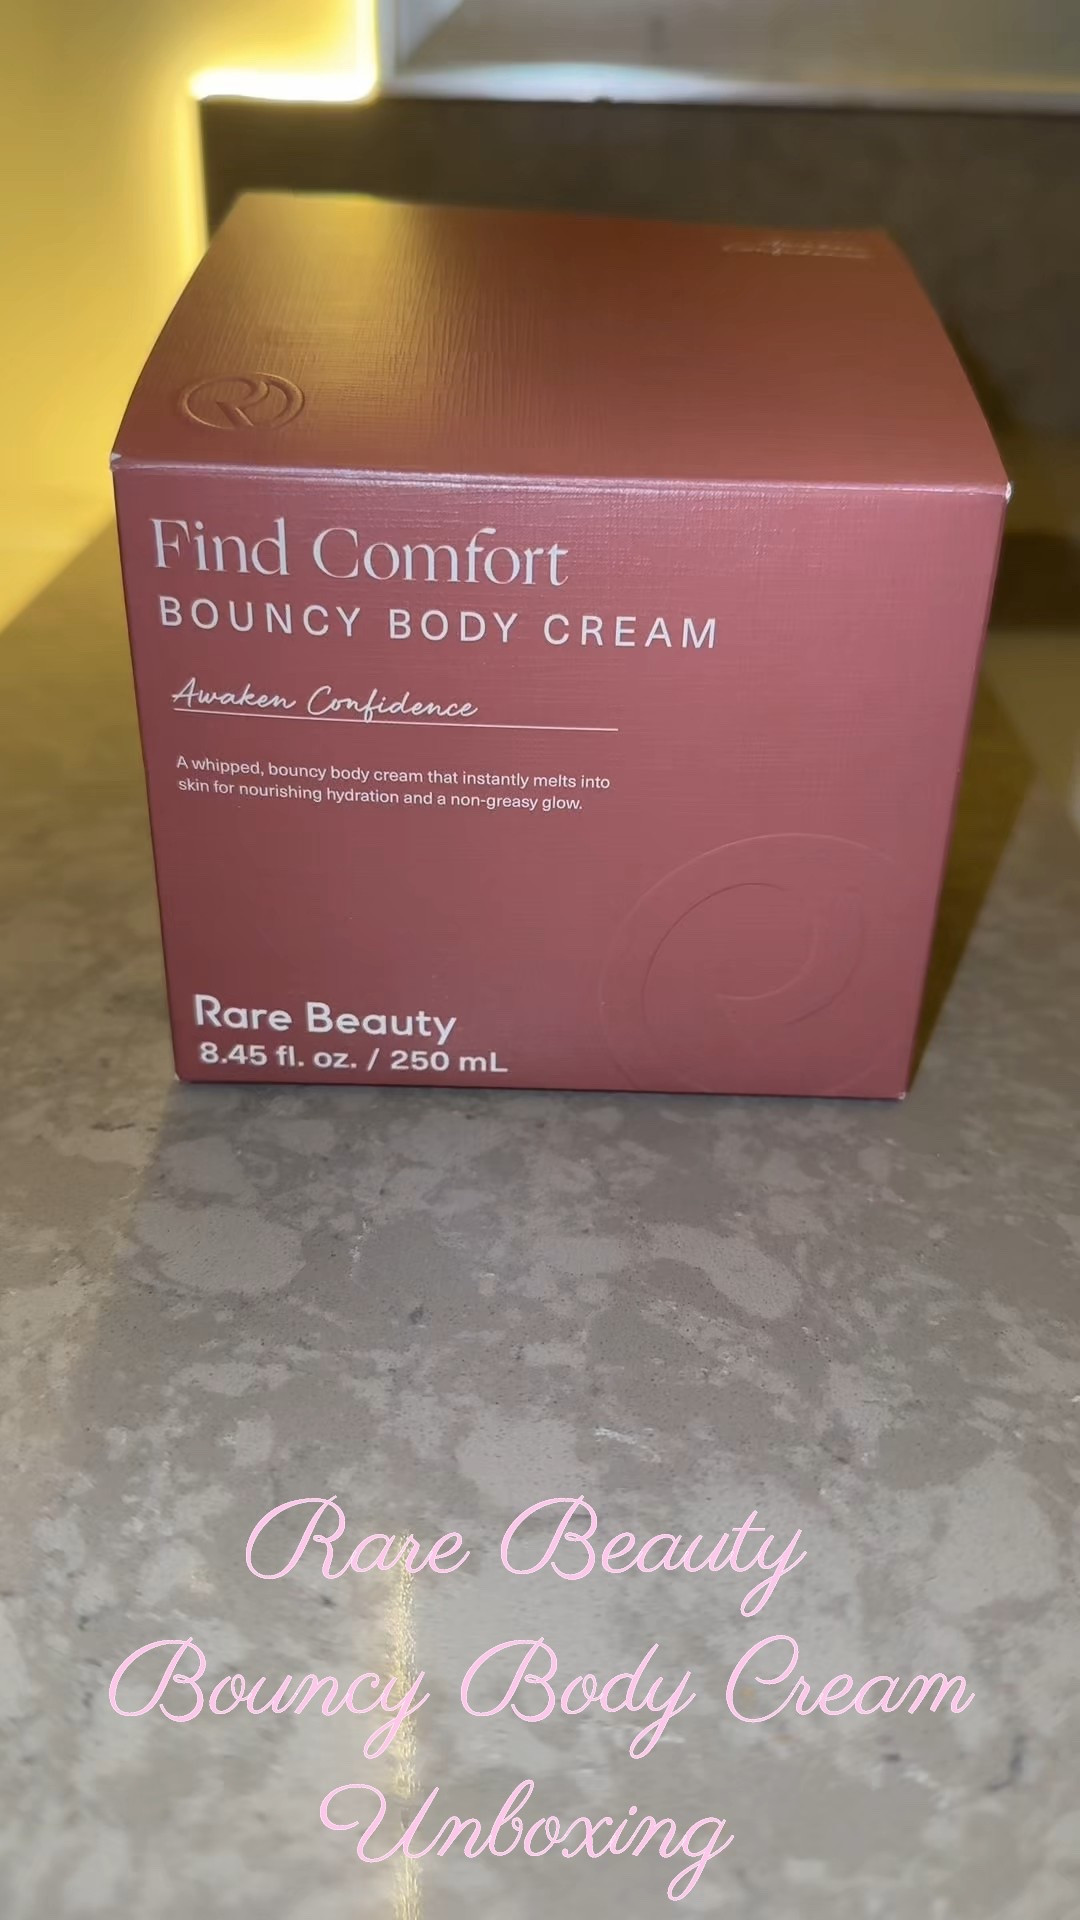 Find Comfort
BOUNCY BODY CREAM
Awaken Confidence
A whipped, bouncy body cream that instantly melts into
skin for nourishing hydration and a non-greasy glow.
Rare Beauty
8.45 fl. oz. / 250 mL
Rare Beauty
Bouncy Body Cream
Unboxing